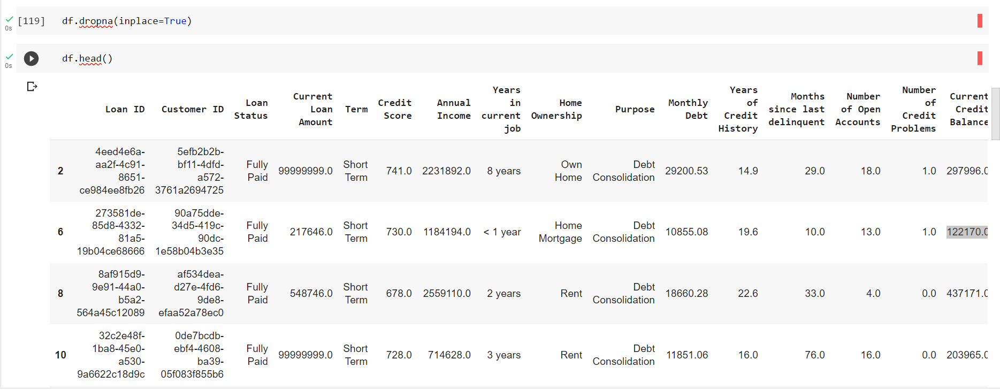 [119] df.dropna(inplace=True)
0s
df.head()
0s
Loan ID Customer ID Loan Status Current Loan Amount Term Credit Score Annual Income Years in current job Home Ownership Purpose Monthly Debt Years of Credit History Months since last delinquent Number of Open Accounts Number of Credit Problems Current Credit Balance
2 4eed4e6a-aa2f-4c91-8651-ce984ee8fb26 5efb2b2b-bf11-4dfd-a572-3761a2694725 Fully Paid 99999999.0 Short Term 741.0 2231892.0 8 years Own Home Debt Consolidation 29200.53 14.9 29.0 18.0 1.0 297996.0
6 273581de-85d8-4332-81a5-19b04ce68666 90a75dde-34d5-419c-90dc-1e58b04b3e35 Fully Paid 217646.0 Short Term 730.0 1184194.0 < 1 year Home Mortgage Debt Consolidation 10855.08 19.6 10.0 13.0 1.0 122170.0
8 8af915d9-9e91-44a0-b5a2-564a45c12089 af534dea-d27e-4fd6-9de8-efaa52a78ec0 Fully Paid 548746.0 Short Term 678.0 2559110.0 2 years Rent Debt Consolidation 18660.28 22.6 33.0 4.0 0.0 437171.0
10 32c2e48f-1ba8-45e0-a530-9a6622c18d9c 0de7bcdb-ebf4-4608-ba39-05f083f855b6 Fully Paid 99999999.0 Short Term 728.0 714628.0 3 years Rent Debt Consolidation 11851.06 16.0 76.0 16.0 0.0 203965.0